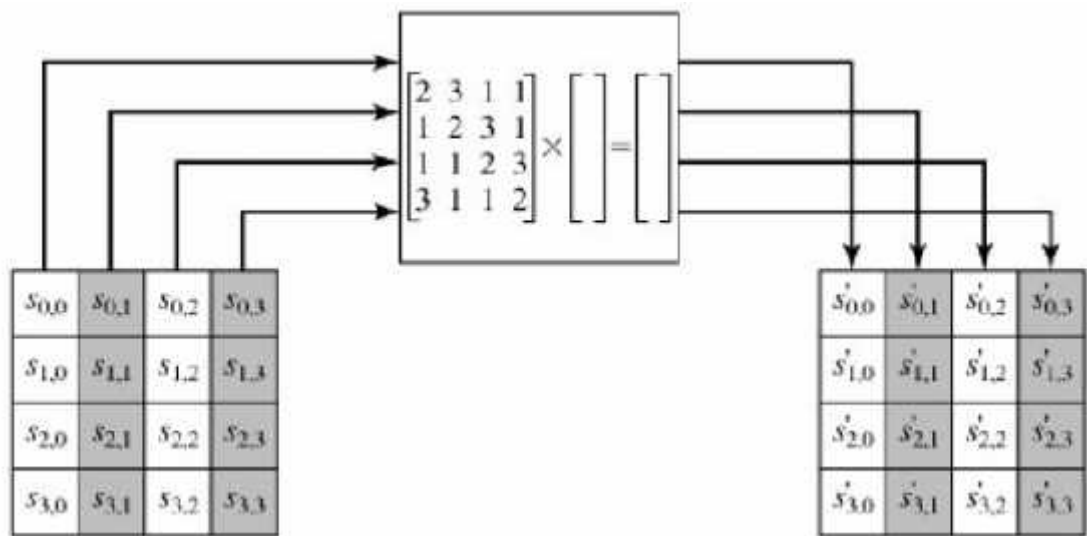 2 3 1 1
1 2 3 1
1 1 2 3
3 1 1 2
× =
s0,0 s0,1 s0,2 s0,3
s1,0 s1,1 s1,2 s1,3
s2,0 s2,1 s2,2 s2,3
s3,0 s3,1 s3,2 s3,3
s'0,0 s'0,1 s'0,2 s'0,3
s'1,0 s'1,1 s'1,2 s'1,3
s'2,0 s'2,1 s'2,2 s'2,3
s'3,0 s'3,1 s'3,2 s'3,3